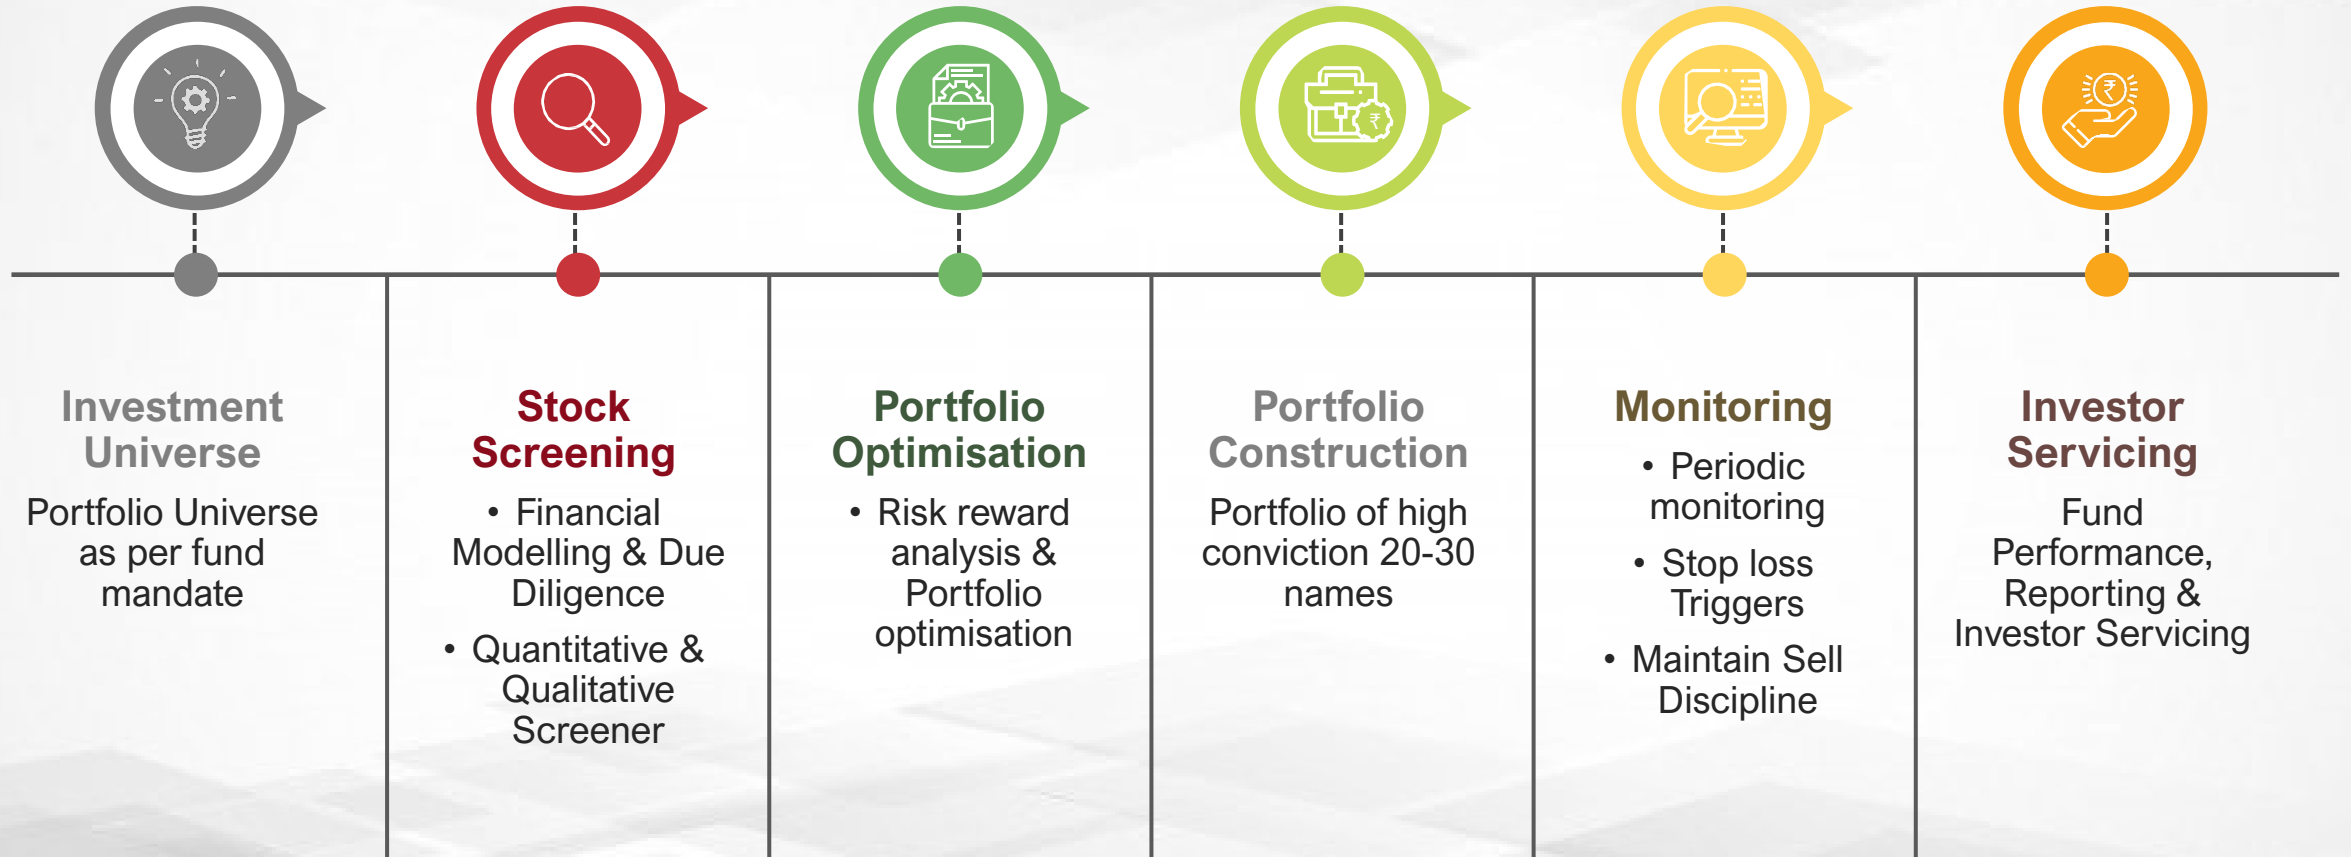 Investment
Universe
Portfolio Universe
as per fund
mandate
Stock
Screening
• Financial
Modelling & Due
Diligence
• Quantitative &
Qualitative
Screener
Portfolio
Optimisation
• Risk reward
analysis &
Portfolio
optimisation
₹
Portfolio
Construction
Portfolio of high
conviction 20-30
names
Monitoring
• Periodic
monitoring
• Stop loss
Triggers
• Maintain Sell
Discipline
₹
Investor
Servicing
Fund
Performance,
Reporting &
Investor Servicing